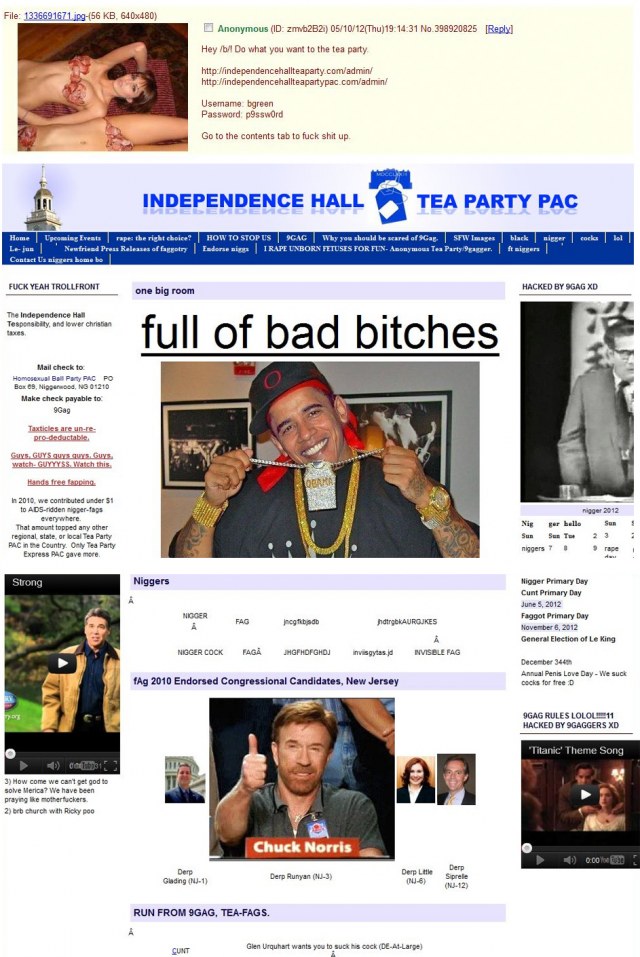 File: 1336691671.jpg-(56 KB, 640x480)
Anonymous (ID: zmvb2B2i) 05/10/12(Thu)19:14:31 No.398920825 [Reply]
Hey /b/! Do what you want to the tea party.
http://independencehallteaparty.com/admin/
http://independencehallteapartypac.com/admin/
Username: bgreen
Password: p9ssw0rd
Go to the contents tab to fuck shit up.
INDEPENDENCE HALL TEA PARTY PAC
Home | Upcoming Events | rape: the right choice? | HOW TO STOP US | 9GAG | Why you should be scared of 9Gag. | SFW Images | black | nigger | cocks | lol |
Le- jun | Newfriend Press Releases of faggotry | Endorse niggs | I RAPE UNBORN FETUSES FOR FUN- Anonymous Tea Party/9gagger. | ft niggers |
Contact Us niggers home bo |
FUCK YEAH TROLLFRONT
The Independence Hall
Tesponsibility, and lower christian
taxes.
Mail check to:
Homosexual Ball Party PAC PO
Box 69, Niggerwood, NG 01210
Make check payable to:
9Gag
Taxticles are un-re-
pro-deductable.
Guys, GUYS guys guys. Guys,
watch- GUYYYSS. Watch this.
Hands free fapping.
In 2010, we contributed under $1
to AIDS-ridden nigger-fags
everywhere.
That amount topped any other
regional, state, or local Tea Party
PAC in the Country. Only Tea Party
Express PAC gave more.
one big room
full of bad bitches
OBAMA
HACKED BY 9GAG XD
nigger 2012
Nig ger hello Sun S
Sun Sun Tue 2 3 2
niggers 7 8 9 rape
day
Strong
3) How come we can't get god to
solve Merica? We have been
praying like motherfuckers.
2) brb church with Ricky poo
Niggers
Â
NIGGER FAG jncgfkbjsdb jhdtrgbkAURGJKES
Â Â
NIGGER COCK FAGÂ JHGFHDFGHDJ inviisgytas.jd INVISIBLE FAG
fAg 2010 Endorsed Congressional Candidates, New Jersey
Chuck Norris
Derp
Glading (NJ-1)
Derp Runyan (NJ-3)
Derp Little
(NJ-6)
Derp
Siprelle
(NJ-12)
RUN FROM 9GAG, TEA-FAGS.
Â
CUNT
Glen Urquhart wants you to suck his cock (DE-At-Large)
Â
Nigger Primary Day
Cunt Primary Day
June 5, 2012
Faggot Primary Day
November 6, 2012
General Election of Le King
December 344th
Annual Penis Love Day - We suck
cocks for free :D
9GAG RULES LOLOL!!!!!11
HACKED BY 9GAGGERS XD
'Titanic' Theme Song
0:00